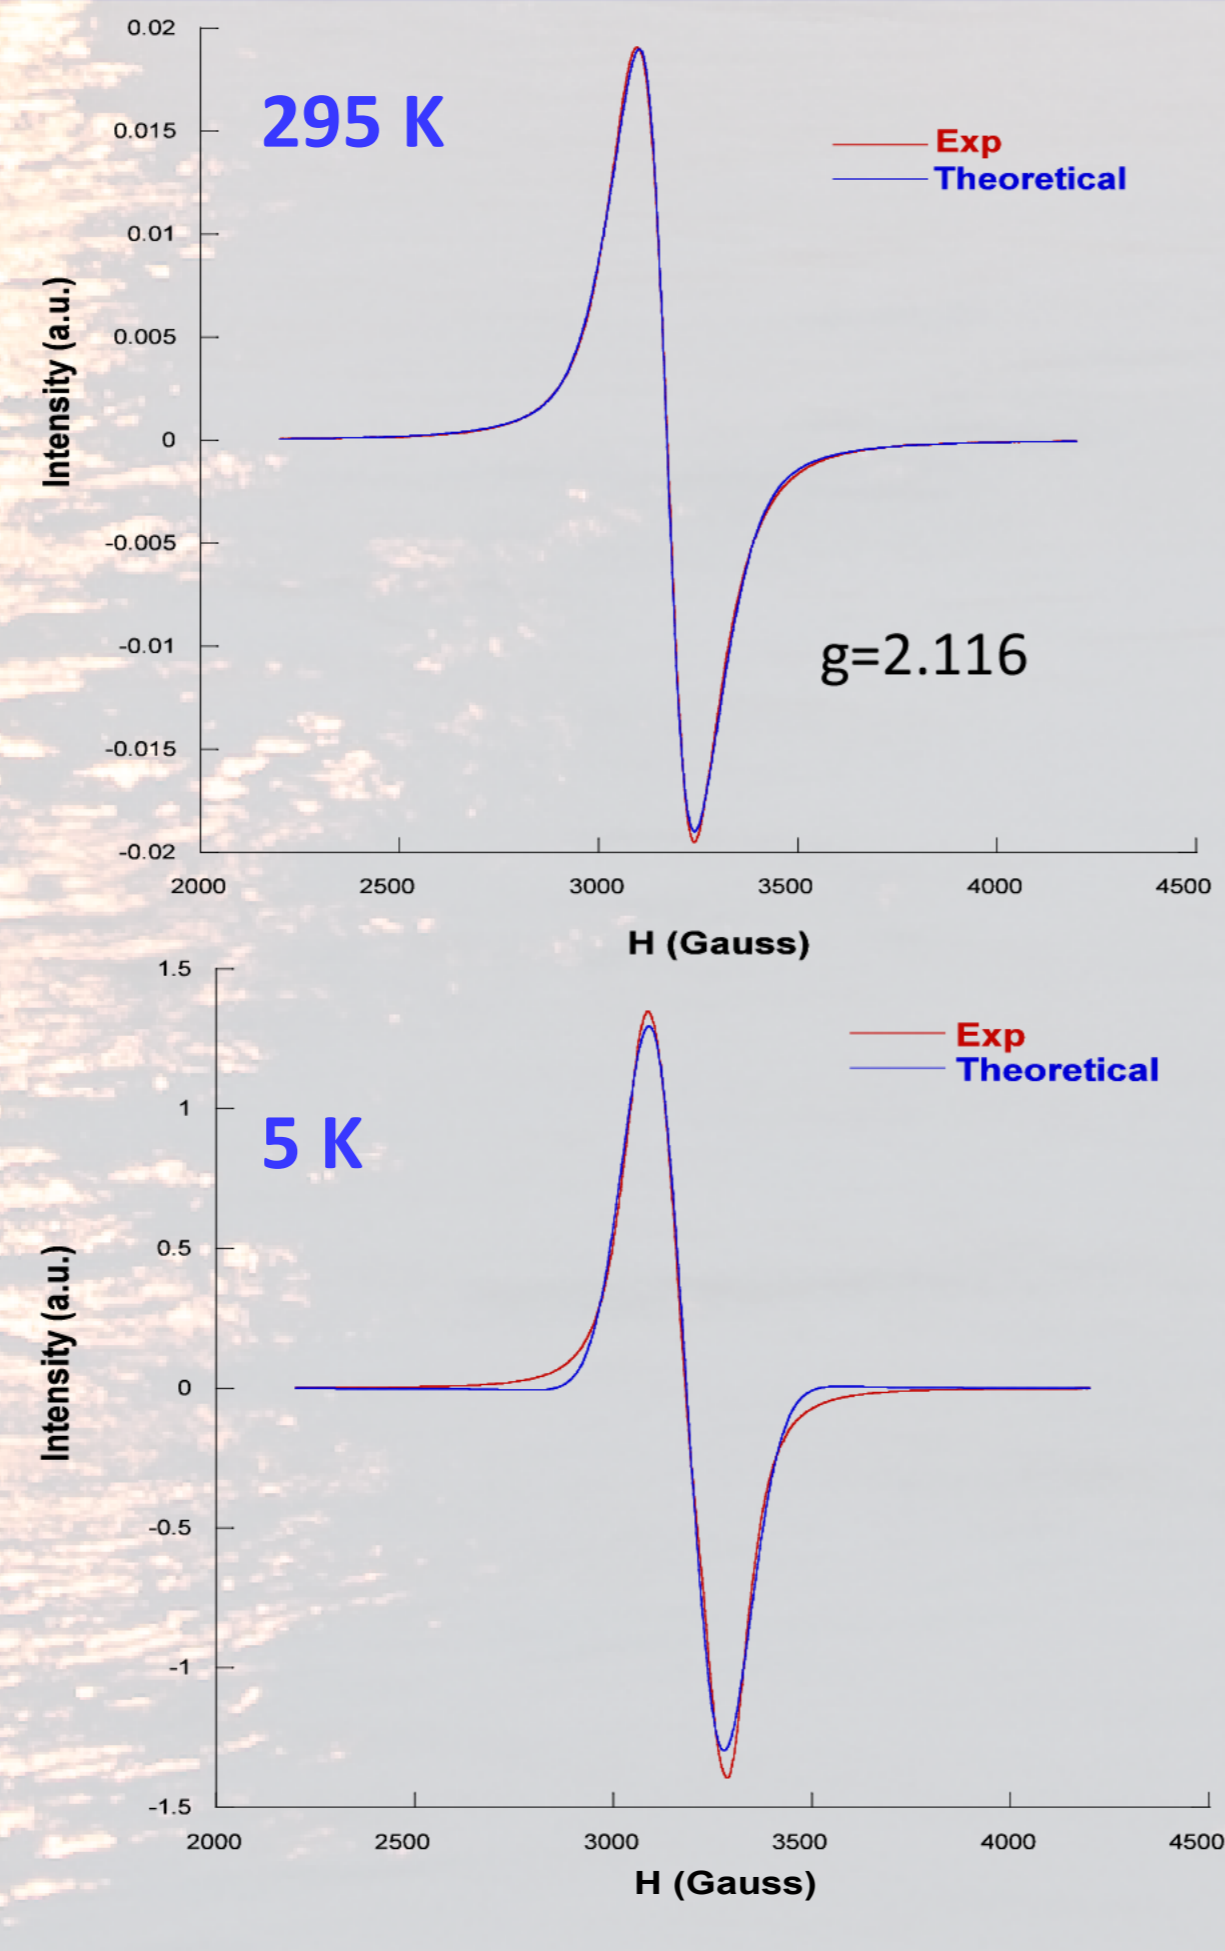 0.02
295 K
0.015
Exp
Theoretical
0.01
0.005
Intensity (a.u.)
0
-0.005
-0.01
g=2.116
-0.015
-0.02
2000 2500 3000 3500 4000 4500
H (Gauss)
1.5
Exp
Theoretical
1
5 K
0.5
Intensity (a.u.)
0
-0.5
-1
-1.5
2000 2500 3000 3500 4000 4500
H (Gauss)